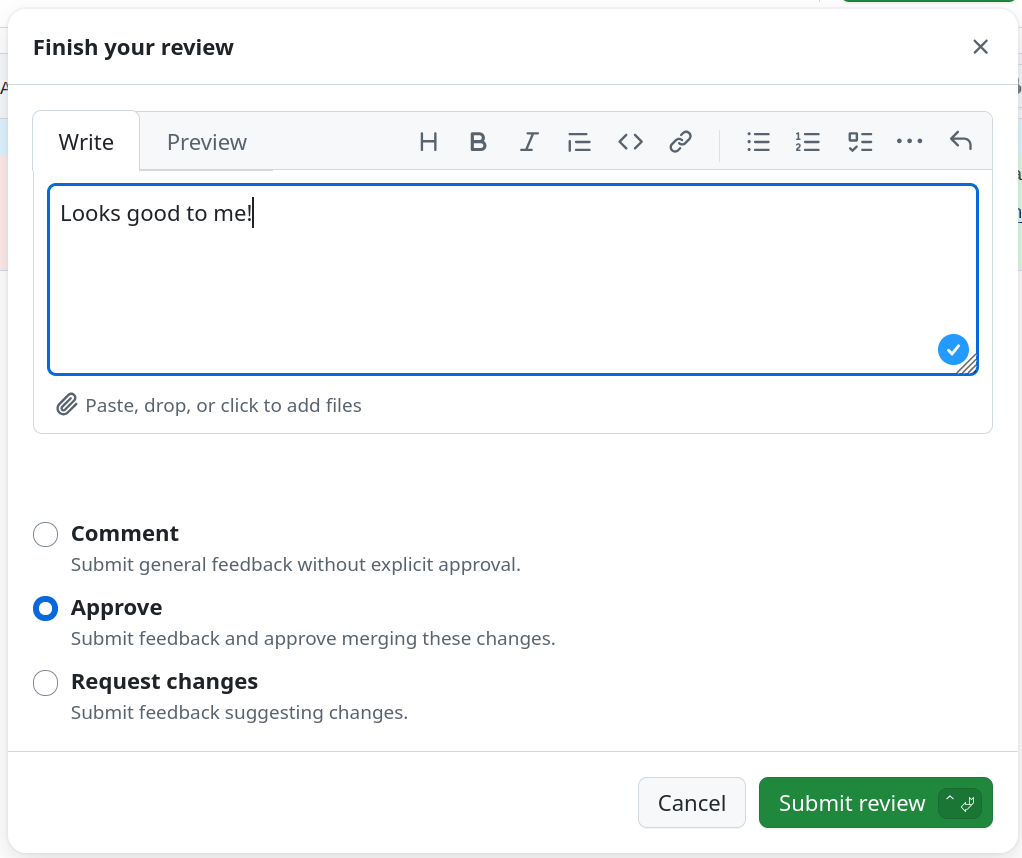 Finish your review
Write Preview
Looks good to me!
Paste, drop, or click to add files
Comment
Submit general feedback without explicit approval.
Approve
Submit feedback and approve merging these changes.
Request changes
Submit feedback suggesting changes.
Cancel Submit review